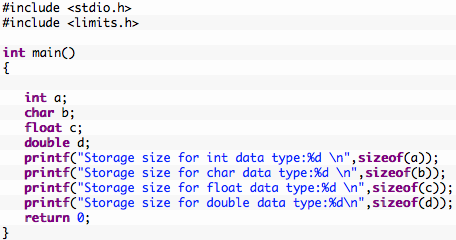 #include <stdio.h>
#include <limits.h>
int main()
{
int a;
char b;
float c;
double d;
printf("Storage size for int data type:%d \n",sizeof(a));
printf("Storage size for char data type:%d \n",sizeof(b));
printf("Storage size for float data type:%d \n",sizeof(c));
printf("Storage size for double data type:%d\n",sizeof(d));
return 0;
}